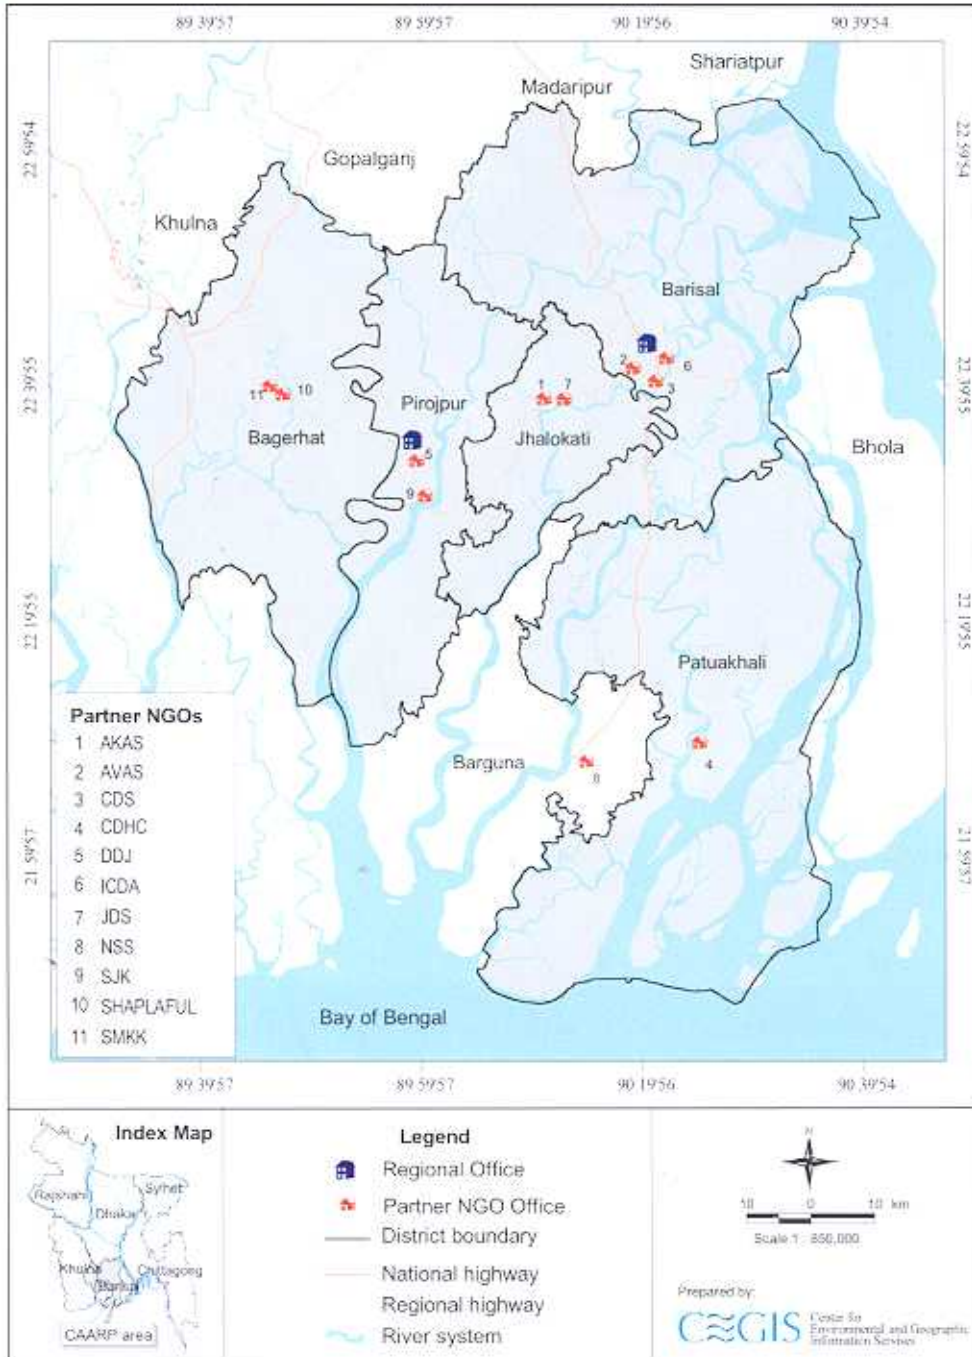 89 39'57 89 59'57 90 19'56 90 39'54
Shariatpur
Madaripur
22 59'54
22 59'54
Gopalganj
Khulna
Barisal
2
6
3
22 39'55
22 39'55
11
10
1 7
Pirojpur
Bagerhat
Jhalokati
Bhola
5
9
22 19'55
22 19'55
Patuakhali
Barguna
8
4
21 59'57
21 59'57
Partner NGOs
1 AKAS
2 AVAS
3 CDS
4 CDHC
5 DDJ
6 ICDA
7 JDS
8 NSS
9 SJK
10 SHAPLAFUL
11 SMKK
Bay of Bengal
89 39'57 89 59'57 90 19'56 90 39'54
Index Map
Rajshahi
Sylhet
Dhaka
Khulna
Chittagong
CAARP area
Legend
Regional Office
Partner NGO Office
District boundary
National highway
Regional highway
River system
N
10 0 10 km
Scale 1 : 850,000
Prepared by:
CEGIS
Center for
Environmental and Geographic
Information Services